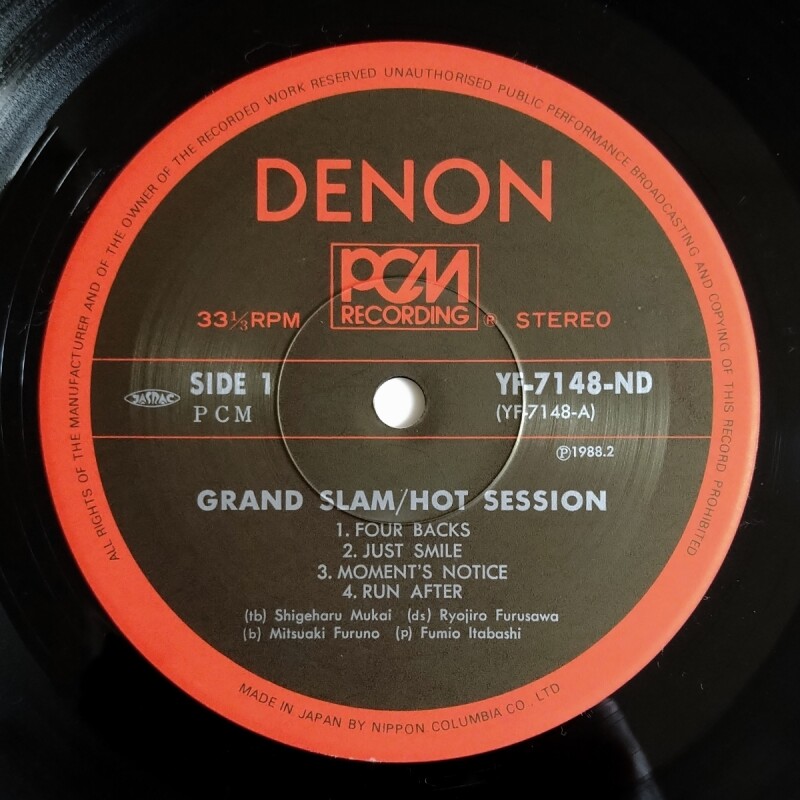 ALL RIGHTS OF THE MANUFACTURER AND OF THE OWNER OF THE RECORDED WORK RESERVED UNAUTHORISED PUBLIC PERFORMANCE BROADCASTING AND COPYING OF THIS RECORD PROHIBITED
DENON
PCM
RECORDING ®
33⅓RPM STEREO
JASRAC
SIDE 1 YF-7148-ND
PCM (YF-7148-A)
Ⓟ1988.2
GRAND SLAM/HOT SESSION
1. FOUR BACKS
2. JUST SMILE
3. MOMENT'S NOTICE
4. RUN AFTER
(tb) Shigeharu Mukai (ds) Ryojiro Furusawa
(b) Mitsuaki Furuno (p) Fumio Itabashi
MADE IN JAPAN BY NIPPON COLUMBIA CO. LTD